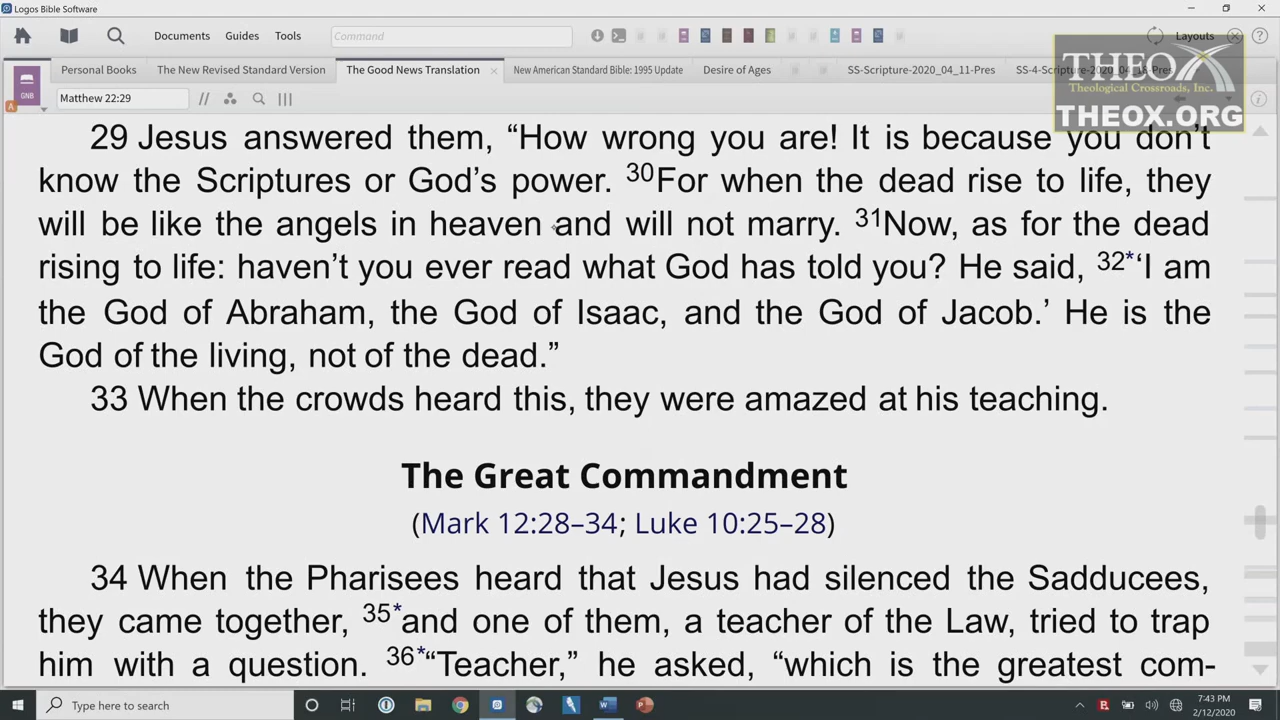 Logos Bible Software
Documents Guides Tools Command Layouts
THEOX
Theological Crossroads, Inc.
THEOX.ORG
Personal Books The New Revised Standard Version The Good News Translation New American Standard Bible: 1995 Update Desire of Ages SS-Scripture-2020_04_11-Pres SS-4-Scripture-2020_04_18-Pres
GNB Matthew 22:29
29 Jesus answered them, “How wrong you are! It is because you don’t
know the Scriptures or God’s power. 30For when the dead rise to life, they
will be like the angels in heaven and will not marry. 31Now, as for the dead
rising to life: haven’t you ever read what God has told you? He said, 32*‘I am
the God of Abraham, the God of Isaac, and the God of Jacob.’ He is the
God of the living, not of the dead.”
33 When the crowds heard this, they were amazed at his teaching.
The Great Commandment
(Mark 12:28–34; Luke 10:25–28)
34 When the Pharisees heard that Jesus had silenced the Sadducees,
they came together, 35*and one of them, a teacher of the Law, tried to trap
him with a question. 36*“Teacher,” he asked, “which is the greatest com-
Type here to search
7:43 PM
2/12/2020